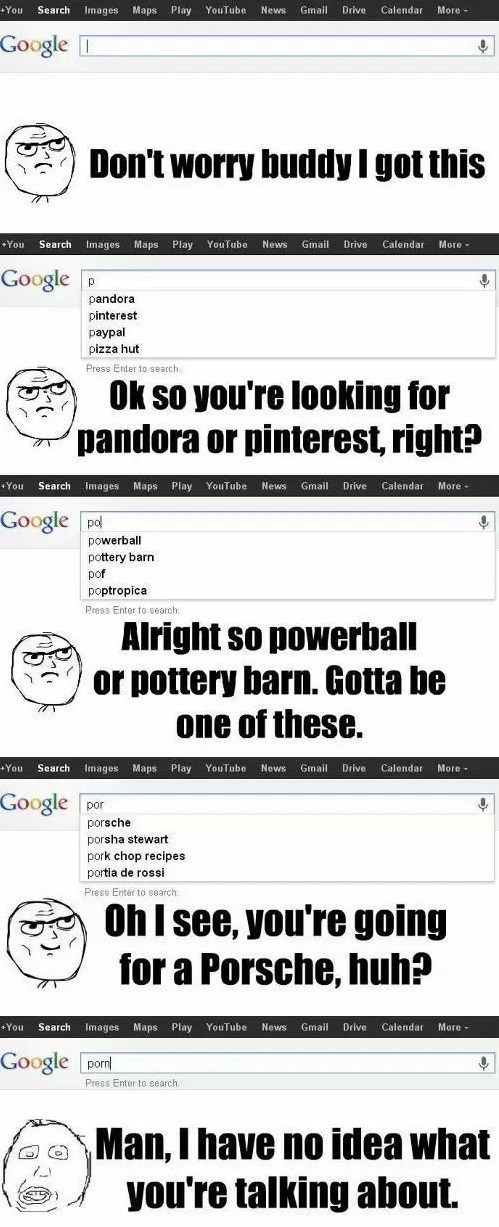 +You Search Images Maps Play YouTube News Gmail Drive Calendar More -
Google
Don't worry buddy I got this
+You Search Images Maps Play YouTube News Gmail Drive Calendar More -
Google p
pandora
pinterest
paypal
pizza hut
Press Enter to search.
Ok so you're looking for
pandora or pinterest, right?
+You Search Images Maps Play YouTube News Gmail Drive Calendar More -
Google po
powerball
pottery barn
pof
poptropica
Press Enter to search.
Alright so powerball
or pottery barn. Gotta be
one of these.
+You Search Images Maps Play YouTube News Gmail Drive Calendar More -
Google por
porsche
porsha stewart
pork chop recipes
portia de rossi
Press Enter to search.
Oh I see, you're going
for a Porsche, huh?
+You Search Images Maps Play YouTube News Gmail Drive Calendar More -
Google porn
Press Enter to search.
Man, I have no idea what
you're talking about.